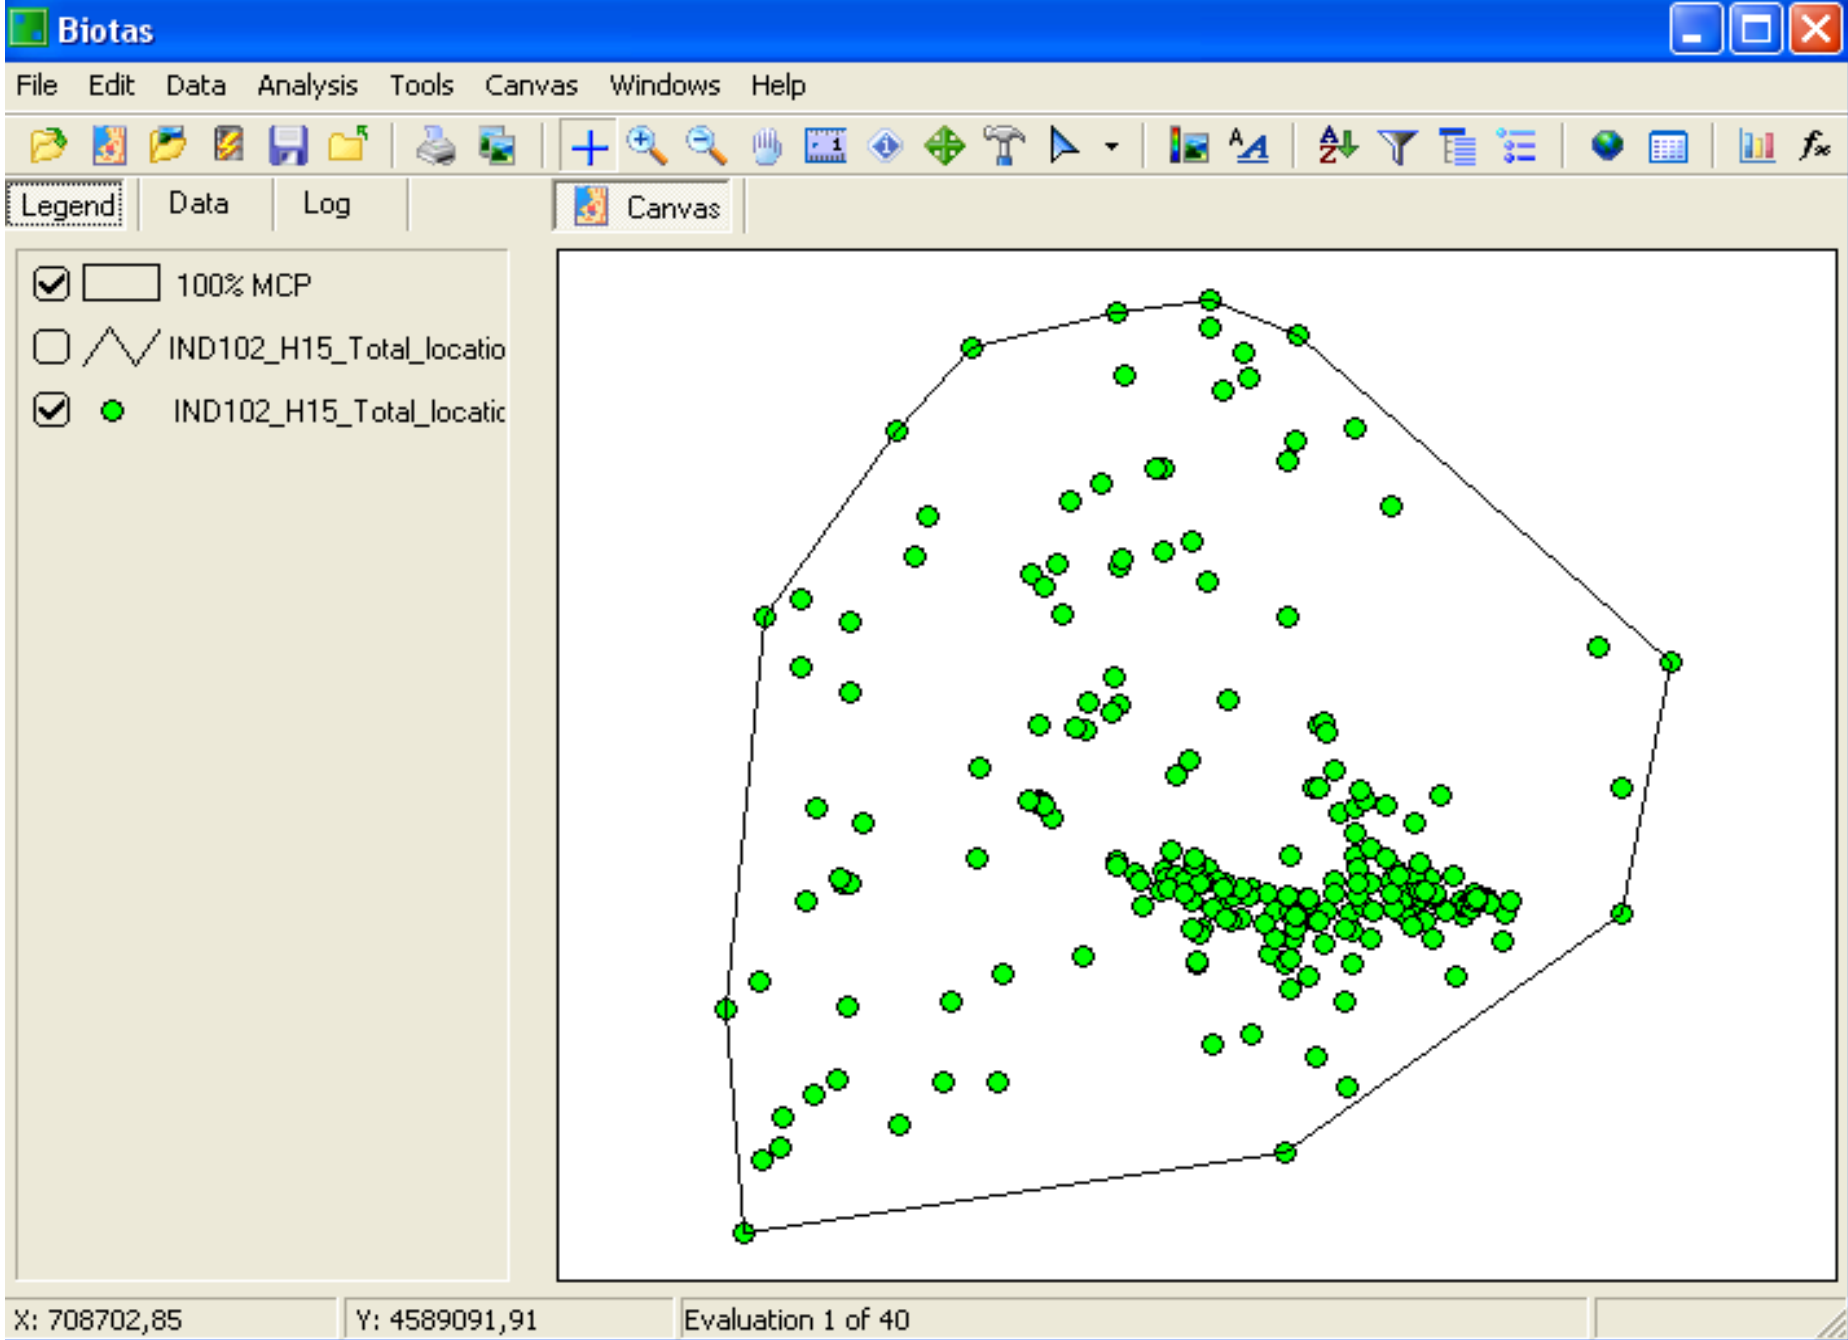 Biotas
File Edit Data Analysis Tools Canvas Windows Help
Legend Data Log Canvas
100% MCP
IND102_H15_Total_locatio
IND102_H15_Total_locatic
X: 708702,85 Y: 4589091,91 Evaluation 1 of 40